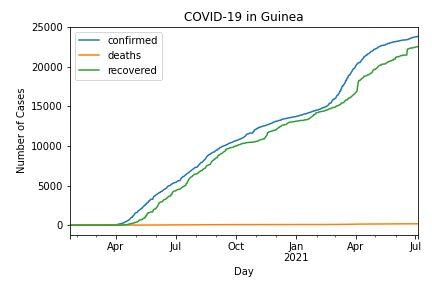 COVID-19 in Guinea
25000
20000
15000
10000
5000
0
Number of Cases
confirmed
deaths
recovered
Apr Jul Oct Jan Apr Jul
2021
Day